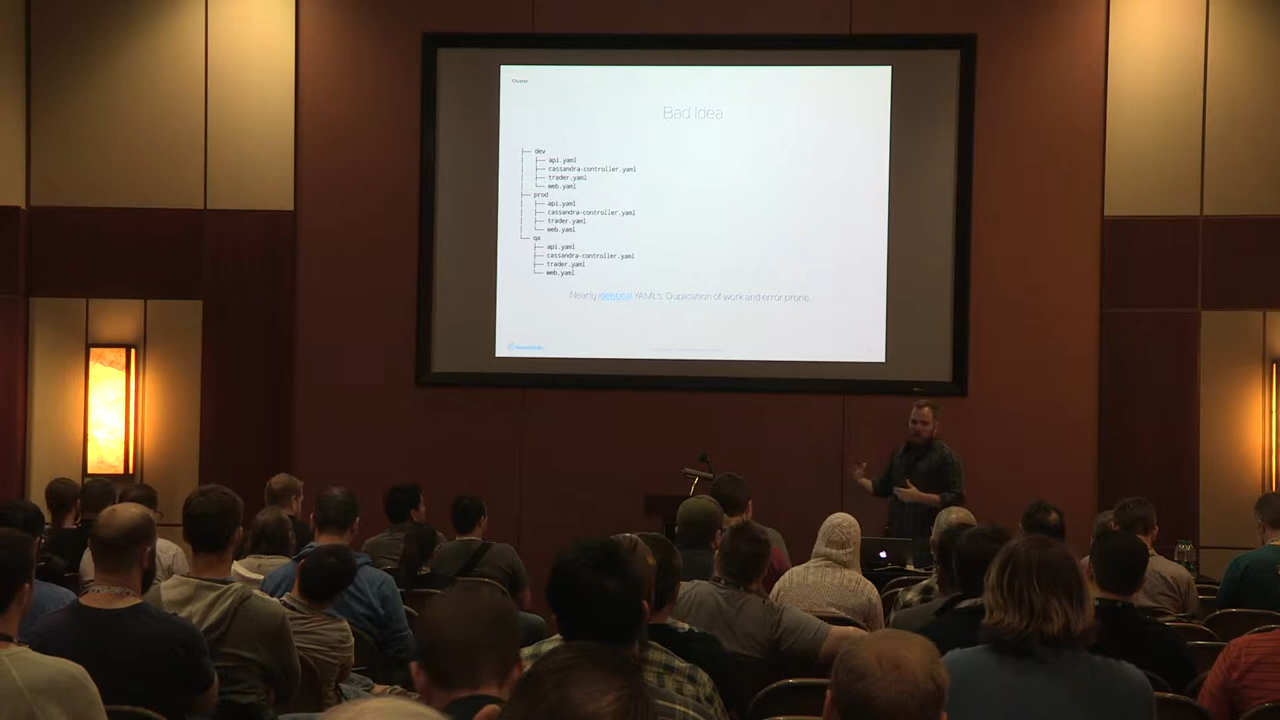 Cluster
Bad Idea
├── dev
│   ├── api.yaml
│   ├── cassandra-controller.yaml
│   ├── trader.yaml
│   └── web.yaml
├── prod
│   ├── api.yaml
│   ├── cassandra-controller.yaml
│   ├── trader.yaml
│   └── web.yaml
└── qa
    ├── api.yaml
    ├── cassandra-controller.yaml
    ├── trader.yaml
    └── web.yaml
Nearly identical YAMLs. Duplication of work and error prone.